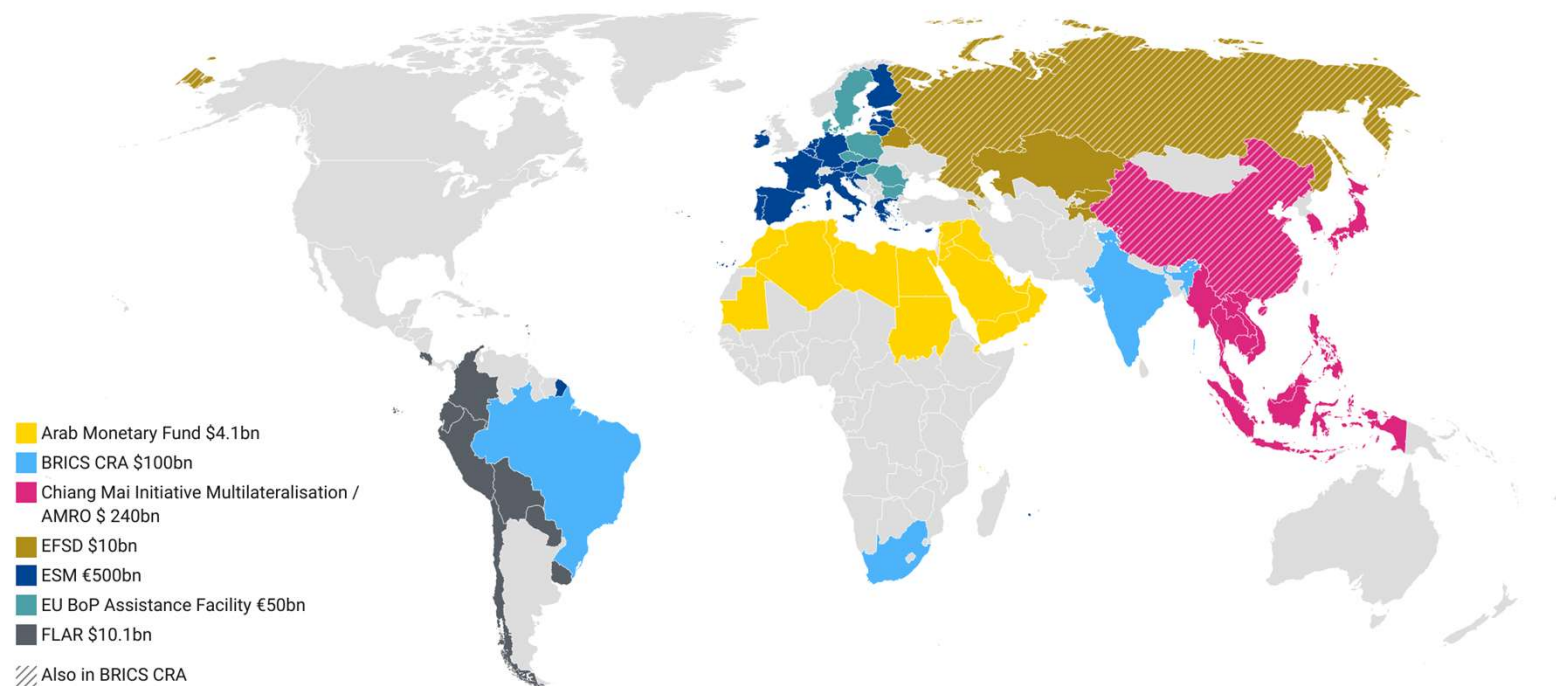 Arab Monetary Fund $4.1bn
BRICS CRA $100bn
Chiang Mai Initiative Multilateralisation /
AMRO $ 240bn
EFSD $10bn
ESM €500bn
EU BoP Assistance Facility €50bn
FLAR $10.1bn
Also in BRICS CRA